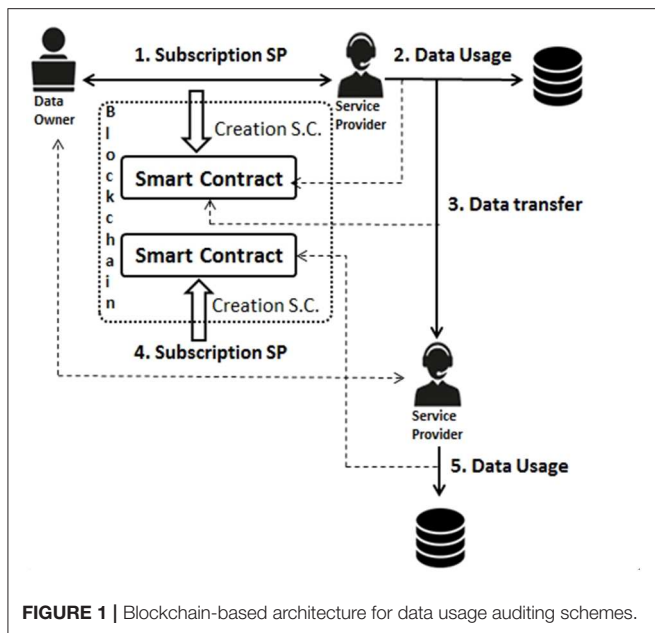 1. Subscription SP
2. Data Usage
Data
Owner
Service
Provider
Blockchain
Creation S.C.
Smart Contract
3. Data transfer
Smart Contract
Creation S.C.
4. Subscription SP
Service
Provider
5. Data Usage
FIGURE 1 | Blockchain-based architecture for data usage auditing schemes.